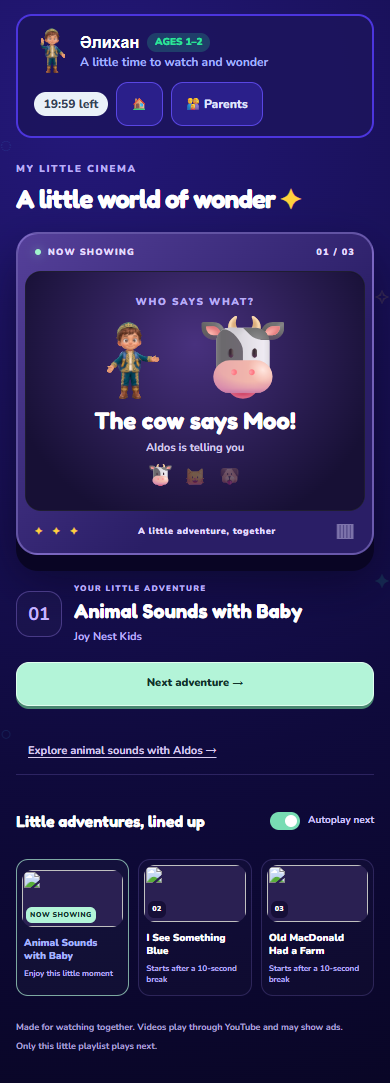 Әлихан AGES 1–2
A little time to watch and wonder
19:59 left
Parents
MY LITTLE CINEMA
A little world of wonder
NOW SHOWING
01 / 03
WHO SAYS WHAT?
The cow says Moo!
AIdos is telling you
A little adventure, together
01
YOUR LITTLE ADVENTURE
Animal Sounds with Baby
Joy Nest Kids
Next adventure →
Explore animal sounds with AIdos →
Little adventures, lined up
Autoplay next
NOW SHOWING
Animal Sounds
with Baby
Enjoy this little moment
02
I See Something
Blue
Starts after a 10-second
break
03
Old MacDonald
Had a Farm
Starts after a 10-second
break
Made for watching together. Videos play through YouTube and may show ads.
Only this little playlist plays next.